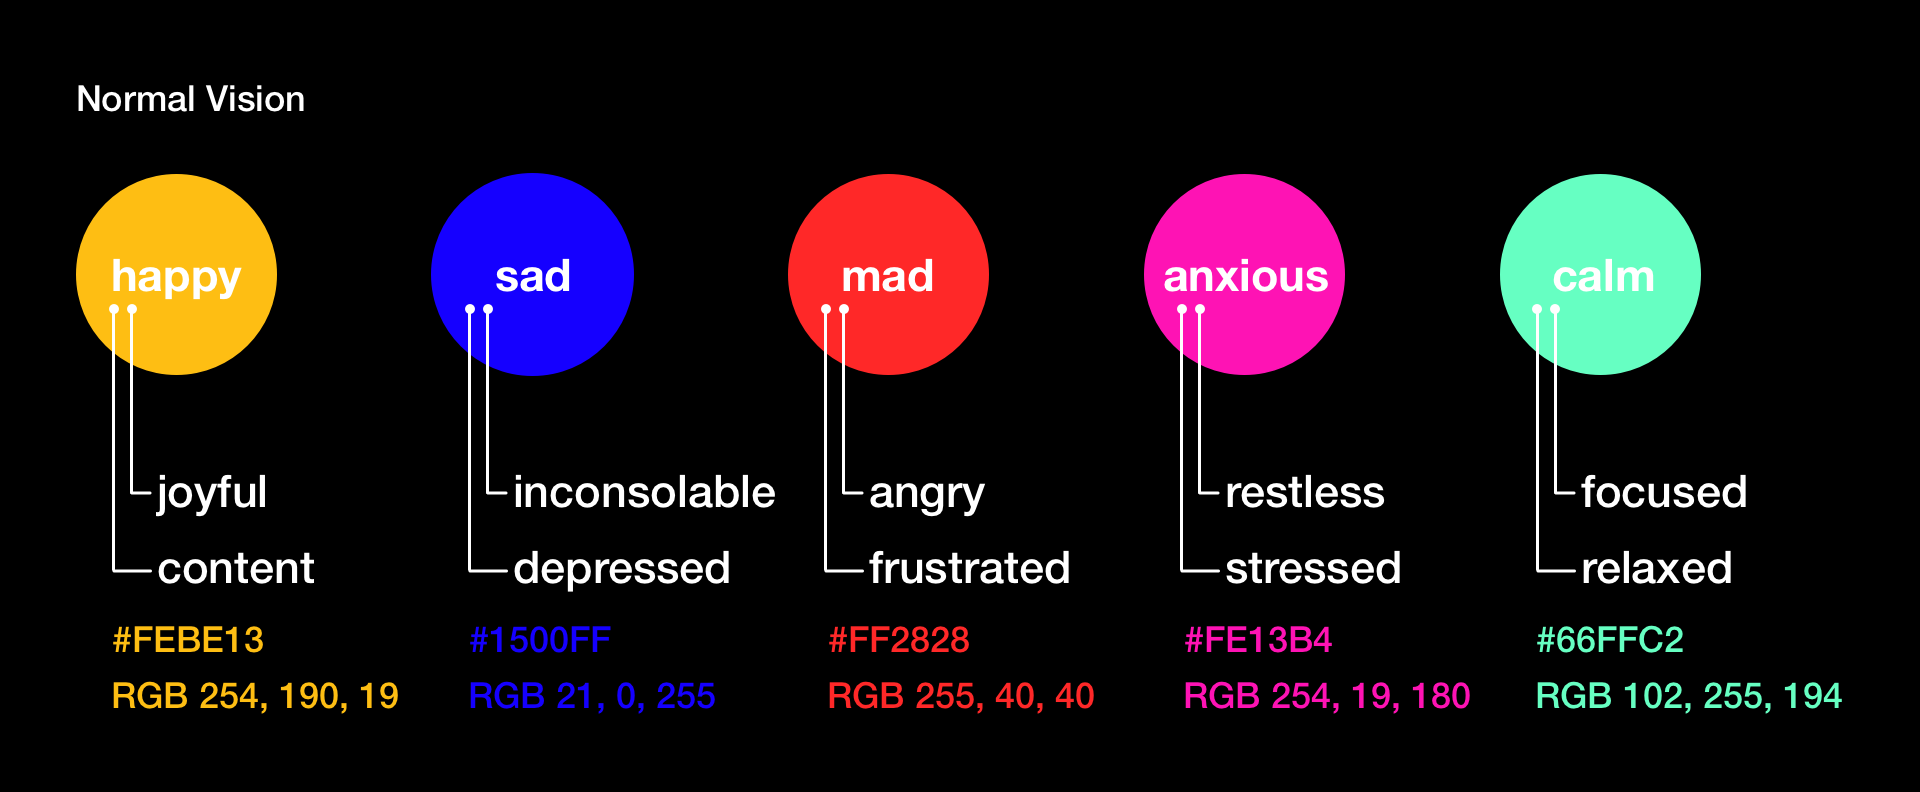 Normal Vision
happy
joyful
content
#FEBE13
RGB 254, 190, 19
sad
inconsolable
depressed
#1500FF
RGB 21, 0, 255
mad
angry
frustrated
#FF2828
RGB 255, 40, 40
anxious
restless
stressed
#FE13B4
RGB 254, 19, 180
calm
focused
relaxed
#66FFC2
RGB 102, 255, 194